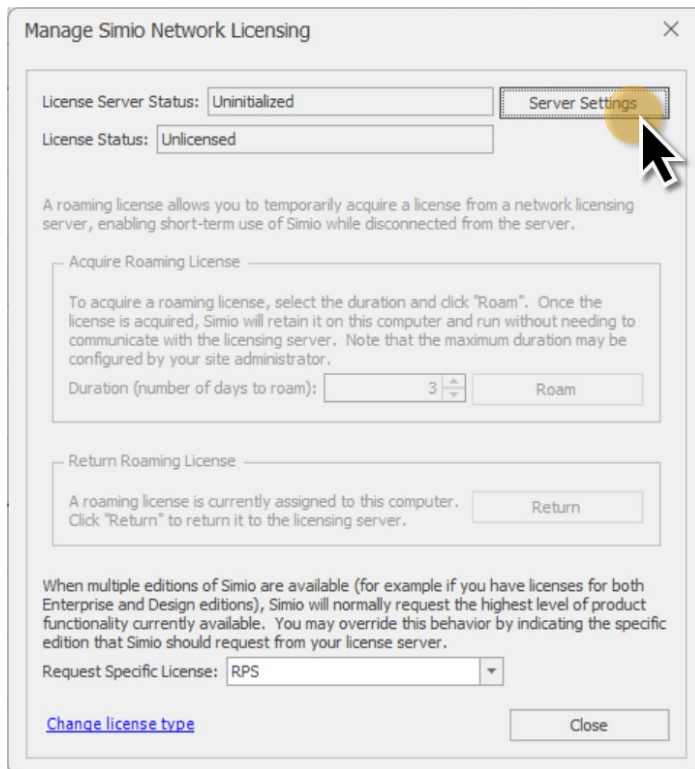 Manage Simio Network Licensing
License Server Status: Uninitialized Server Settings
License Status: Unlicensed
A roaming license allows you to temporarily acquire a license from a network licensing
server, enabling short-term use of Simio while disconnected from the server.
Acquire Roaming License
To acquire a roaming license, select the duration and click "Roam". Once the
license is acquired, Simio will retain it on this computer and run without needing to
communicate with the licensing server. Note that the maximum duration may be
configured by your site administrator.
Duration (number of days to roam): 3 Roam
Return Roaming License
A roaming license is currently assigned to this computer.
Click "Return" to return it to the licensing server.
Return
When multiple editions of Simio are available (for example if you have licenses for both
Enterprise and Design editions), Simio will normally request the highest level of product
functionality currently available. You may override this behavior by indicating the specific
edition that Simio should request from your license server.
Request Specific License: RPS
Change license type Close